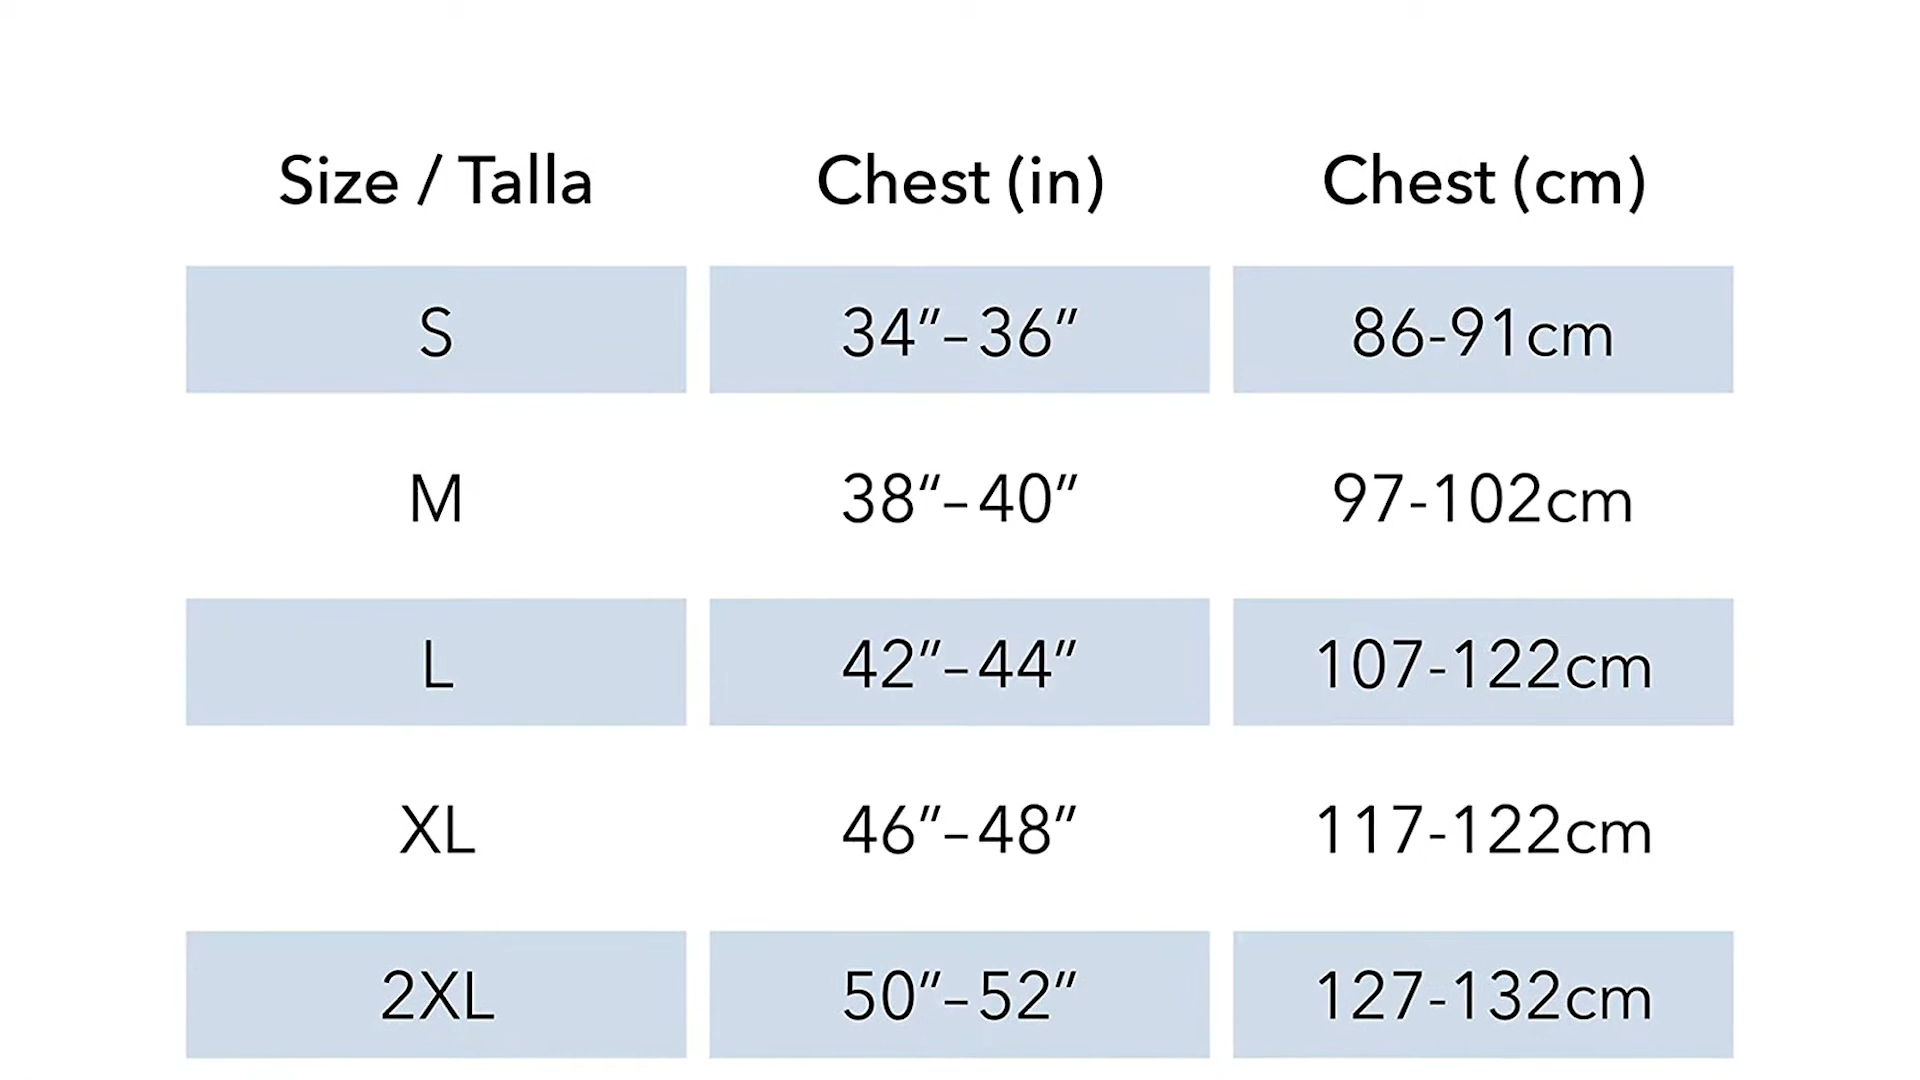 Size / Talla Chest (in) Chest (cm)
S 34”–36” 86-91cm
M 38”–40” 97-102cm
L 42”–44” 107-122cm
XL 46”–48” 117-122cm
2XL 50”–52” 127-132cm